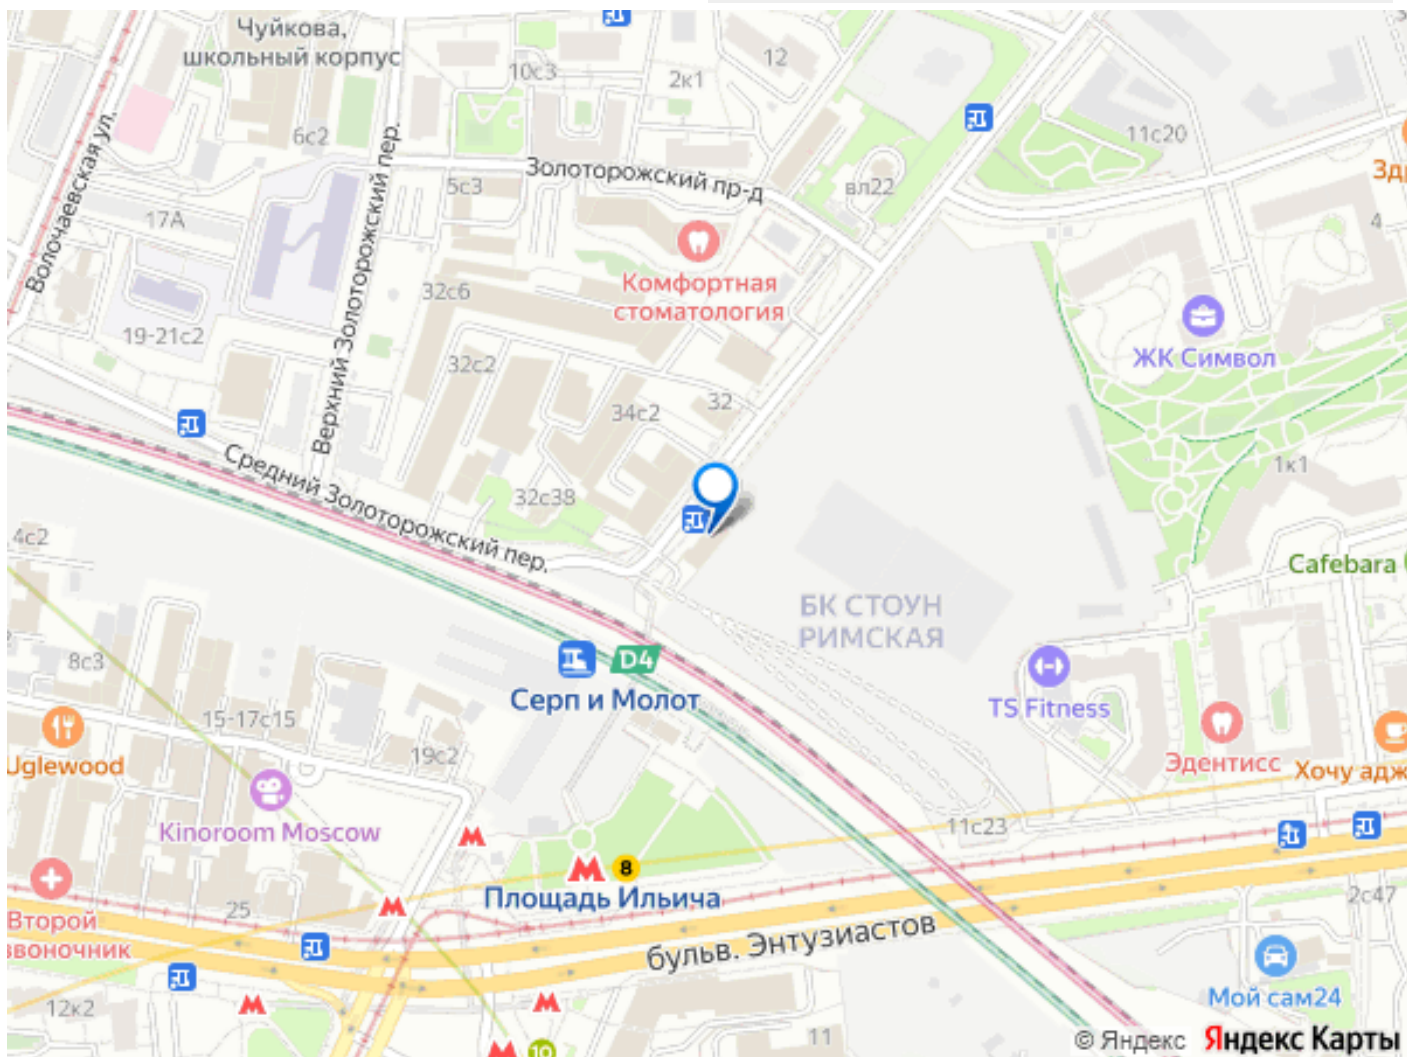 Чуйкова,
школьный корпус
10с3
2к1
12
6с2
11с20
Волочаевская ул.
Верхний Золоторожский пер.
Золоторожский пр-д
5с3
вл22
17А
4
Комфортная
стоматология
32с6
19-21с2
ЖК Символ
32с2
34с2
32
Средний Золоторожский пер.
32с38
1к1
4с2
Cafebara
БК СТОУН
РИМСКАЯ
8с3
D4
Серп и Молот
TS Fitness
15-17с15
19с2
Uglewood
Эдентисс
Хочу адж
Kinoroom Moscow
11с23
8
Площадь Ильича
25
Второй
звоночник
бульв. Энтузиастов
2с47
12к2
Мой сам24
11
10
© Яндекс Яндекс Карты